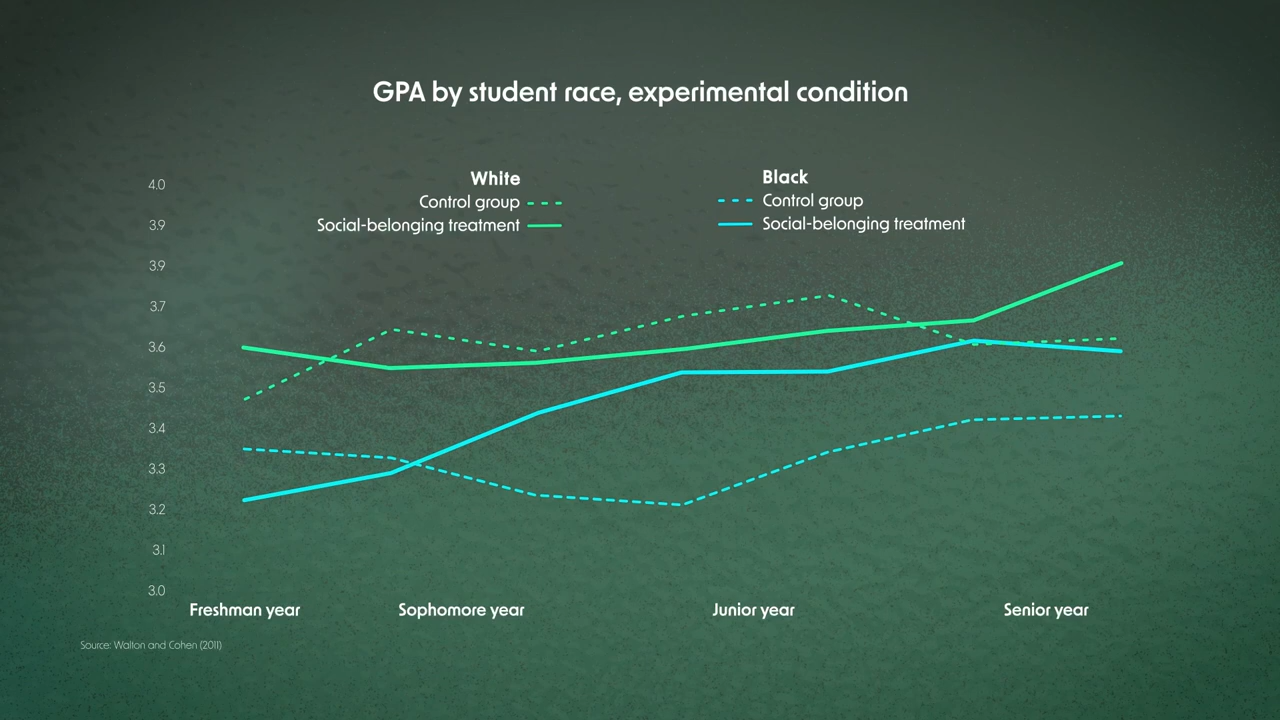 GPA by student race, experimental condition
White
Control group
Social-belonging treatment
Black
Control group
Social-belonging treatment
4.0
3.9
3.9
3.7
3.6
3.5
3.4
3.3
3.2
3.1
3.0
Freshman year
Sophomore year
Junior year
Senior year
Source: Walton and Cohen (2011)